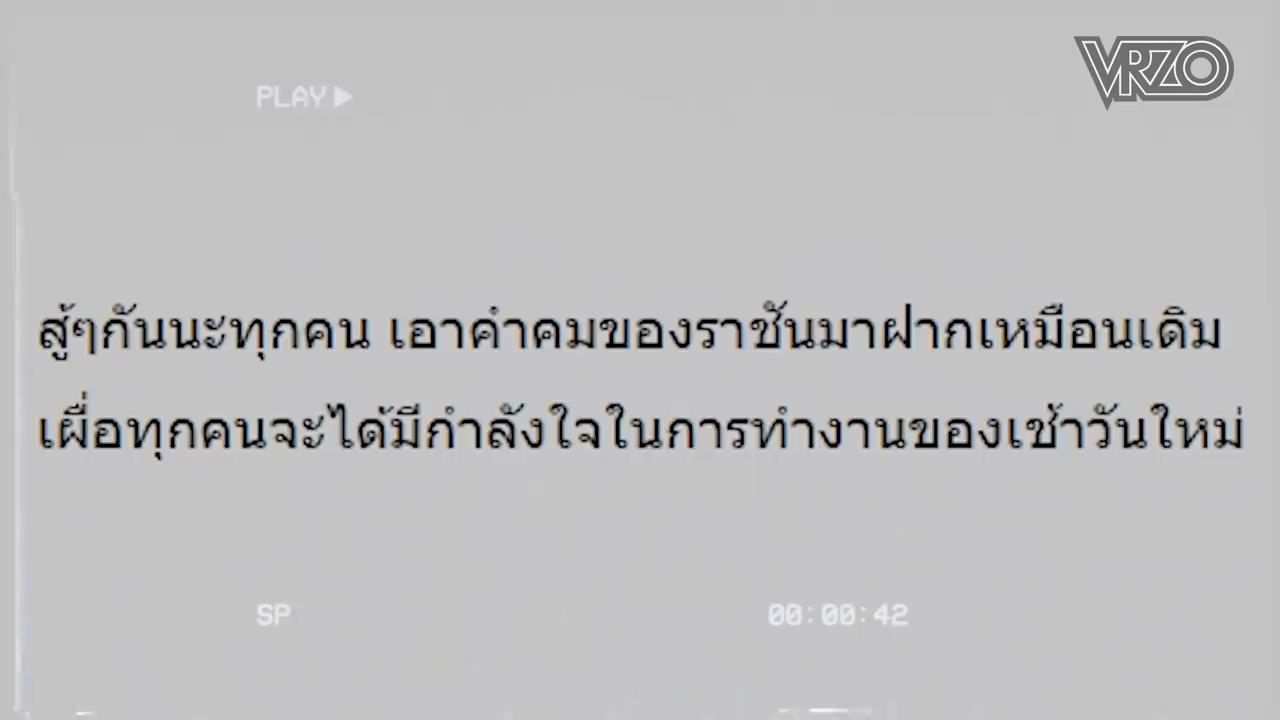 VRZO
PLAY
สู้ๆกันนะทุกคน เอาคำคมของราชันมาฝากเหมือนเดิม
เผื่อทุกคนจะได้มีกำลังใจในการทำงานของเช้าวันใหม่
SP
00:00:42